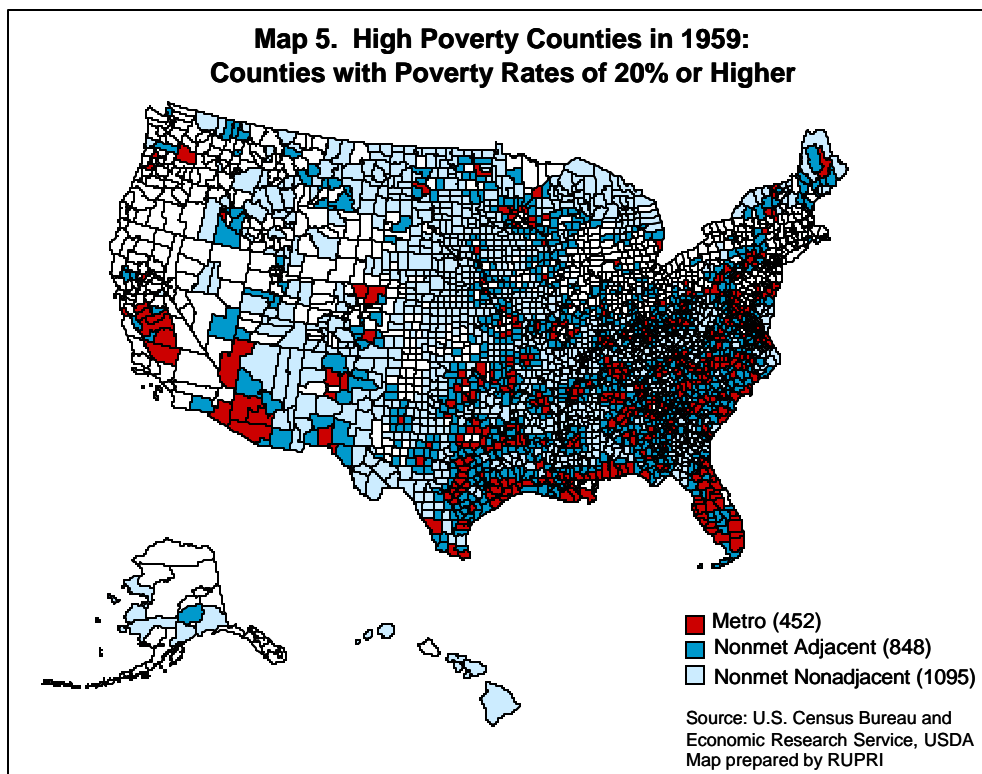 Map 5.  High Poverty Counties in 1959:
Counties with Poverty Rates of 20% or Higher
Metro (452)
Nonmet Adjacent (848)
Nonmet Nonadjacent (1095)
Source: U.S. Census Bureau and
Economic Research Service, USDA
Map prepared by RUPRI